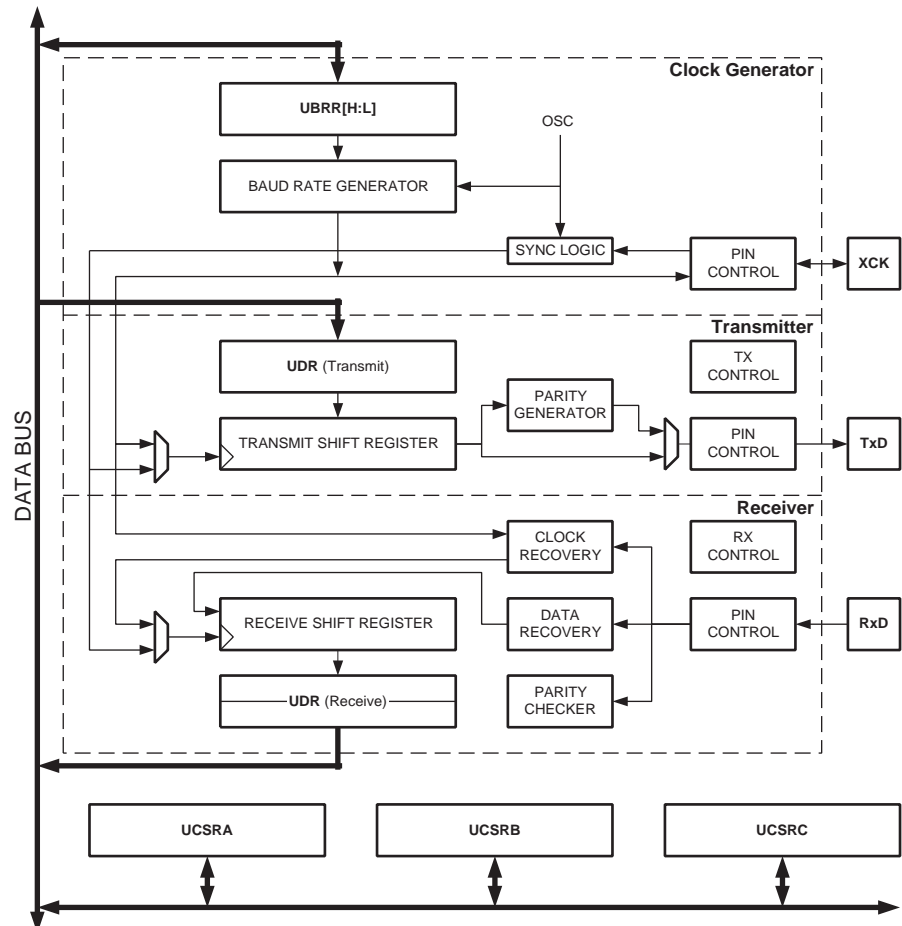 Clock Generator
UBRR[H:L]
OSC
BAUD RATE GENERATOR
SYNC LOGIC
PIN
CONTROL
XCK
Transmitter
UDR (Transmit)
TX
CONTROL
PARITY
GENERATOR
TRANSMIT SHIFT REGISTER
PIN
CONTROL
TxD
DATA BUS
Receiver
CLOCK
RECOVERY
RX
CONTROL
RECEIVE SHIFT REGISTER
DATA
RECOVERY
PIN
CONTROL
RxD
UDR (Receive)
PARITY
CHECKER
UCSRA
UCSRB
UCSRC